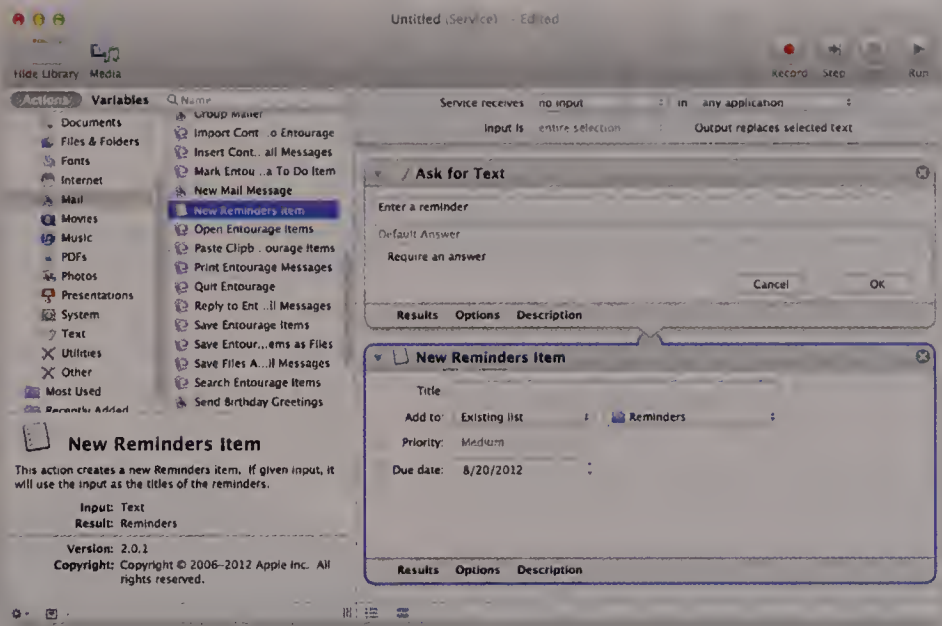 Untitled (Service) - Edited
Hide Library Media
Record Step Run
Actions Variables
Name
Documents
Files & Folders
Fonts
Internet
Mail
Movies
Music
PDFs
Photos
Presentations
System
Text
Utilities
Other
Most Used
Recently Added
Group Mailer
Import Cont...o Entourage
Insert Cont...all Messages
Mark Entou...a To Do Item
New Mail Message
New Reminders Item
Open Entourage Items
Paste Clipb...ourage Items
Print Entourage Messages
Quit Entourage
Reply to Ent...il Messages
Save Entourage Items
Save Entour...ems as Files
Save Files A...il Messages
Search Entourage Items
Send Birthday Greetings
New Reminders Item
This action creates a new Reminders item. If given input, it
will use the input as the titles of the reminders.
Input: Text
Result: Reminders
Version: 2.0.1
Copyright: Copyright © 2006–2012 Apple Inc. All
rights reserved.
Service receives no input in any application
Input is entire selection Output replaces selected text
Ask for Text
Enter a reminder
Default Answer
Require an answer
Cancel OK
Results Options Description
New Reminders Item
Title
Add to: Existing list Reminders
Priority: Medium
Due date: 8/20/2012
Results Options Description